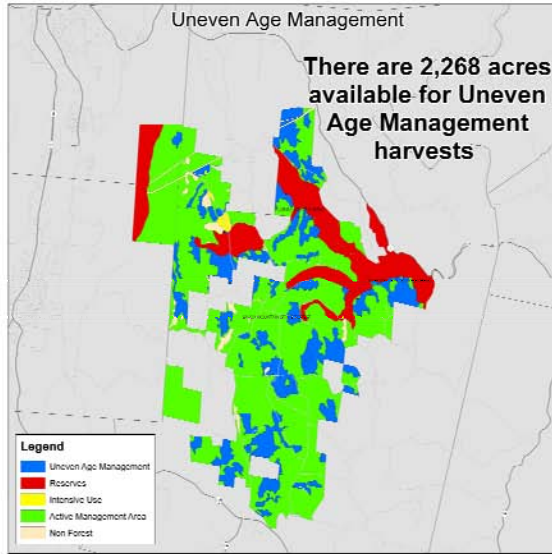 Uneven Age Management
There are 2,268 acres
available for Uneven
Age Management
harvests
Legend
Uneven Age Management
Reserves
Intensive Use
Active Management Area
Non Forest